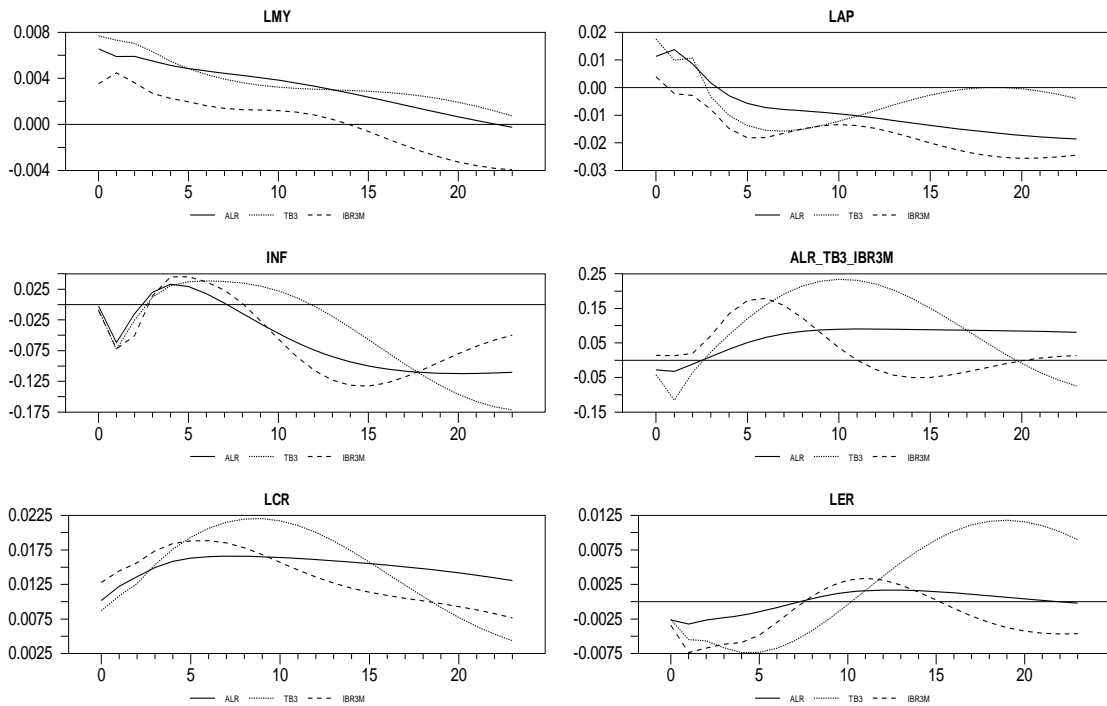 LMY
0.008
0.004
0.000
-0.004
0 5 10 15 20
ALR TB3 IBR3M
LAP
0.02
0.01
0.00
-0.01
-0.02
-0.03
0 5 10 15 20
ALR TB3 IBR3M
INF
0.025
-0.025
-0.075
-0.125
-0.175
0 5 10 15 20
ALR TB3 IBR3M
ALR_TB3_IBR3M
0.25
0.15
0.05
-0.05
-0.15
0 5 10 15 20
ALR TB3 IBR3M
LCR
0.0225
0.0175
0.0125
0.0075
0.0025
0 5 10 15 20
ALR TB3 IBR3M
LER
0.0125
0.0075
0.0025
-0.0025
-0.0075
0 5 10 15 20
ALR TB3 IBR3M